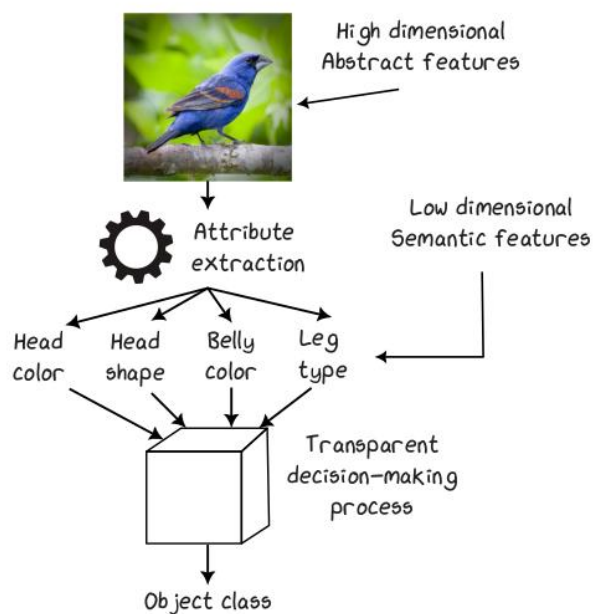 High dimensional
Abstract features
Low dimensional
Semantic features
Attribute
extraction
Head
color
Head
shape
Belly
color
Leg
type
Transparent
decision-making
process
Object class